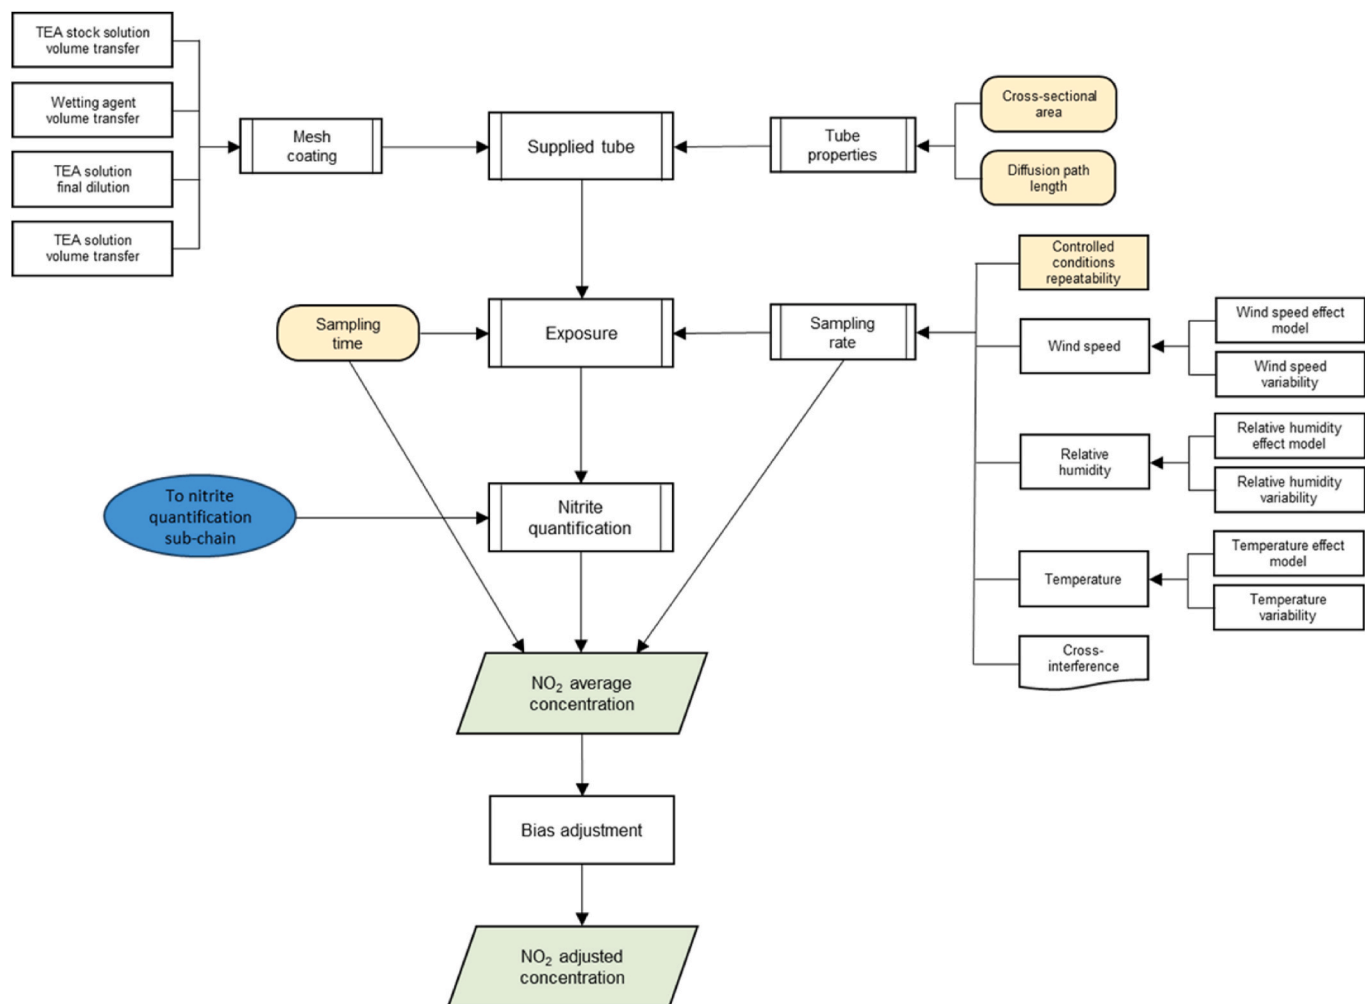 TEA stock solution
volume transfer
Wetting agent
volume transfer
TEA solution
final dilution
TEA solution
volume transfer
Mesh
coating
Supplied tube
Tube
properties
Cross-sectional
area
Diffusion path
length
Sampling
time
Exposure
Sampling
rate
Controlled
conditions
repeatability
Wind speed
Wind speed effect
model
Wind speed
variability
Relative
humidity
Relative humidity
effect model
Relative humidity
variability
Temperature
Temperature effect
model
Temperature
variability
Cross-
interference
To nitrite
quantification
sub-chain
Nitrite
quantification
NO₂ average
concentration
Bias adjustment
NO₂ adjusted
concentration